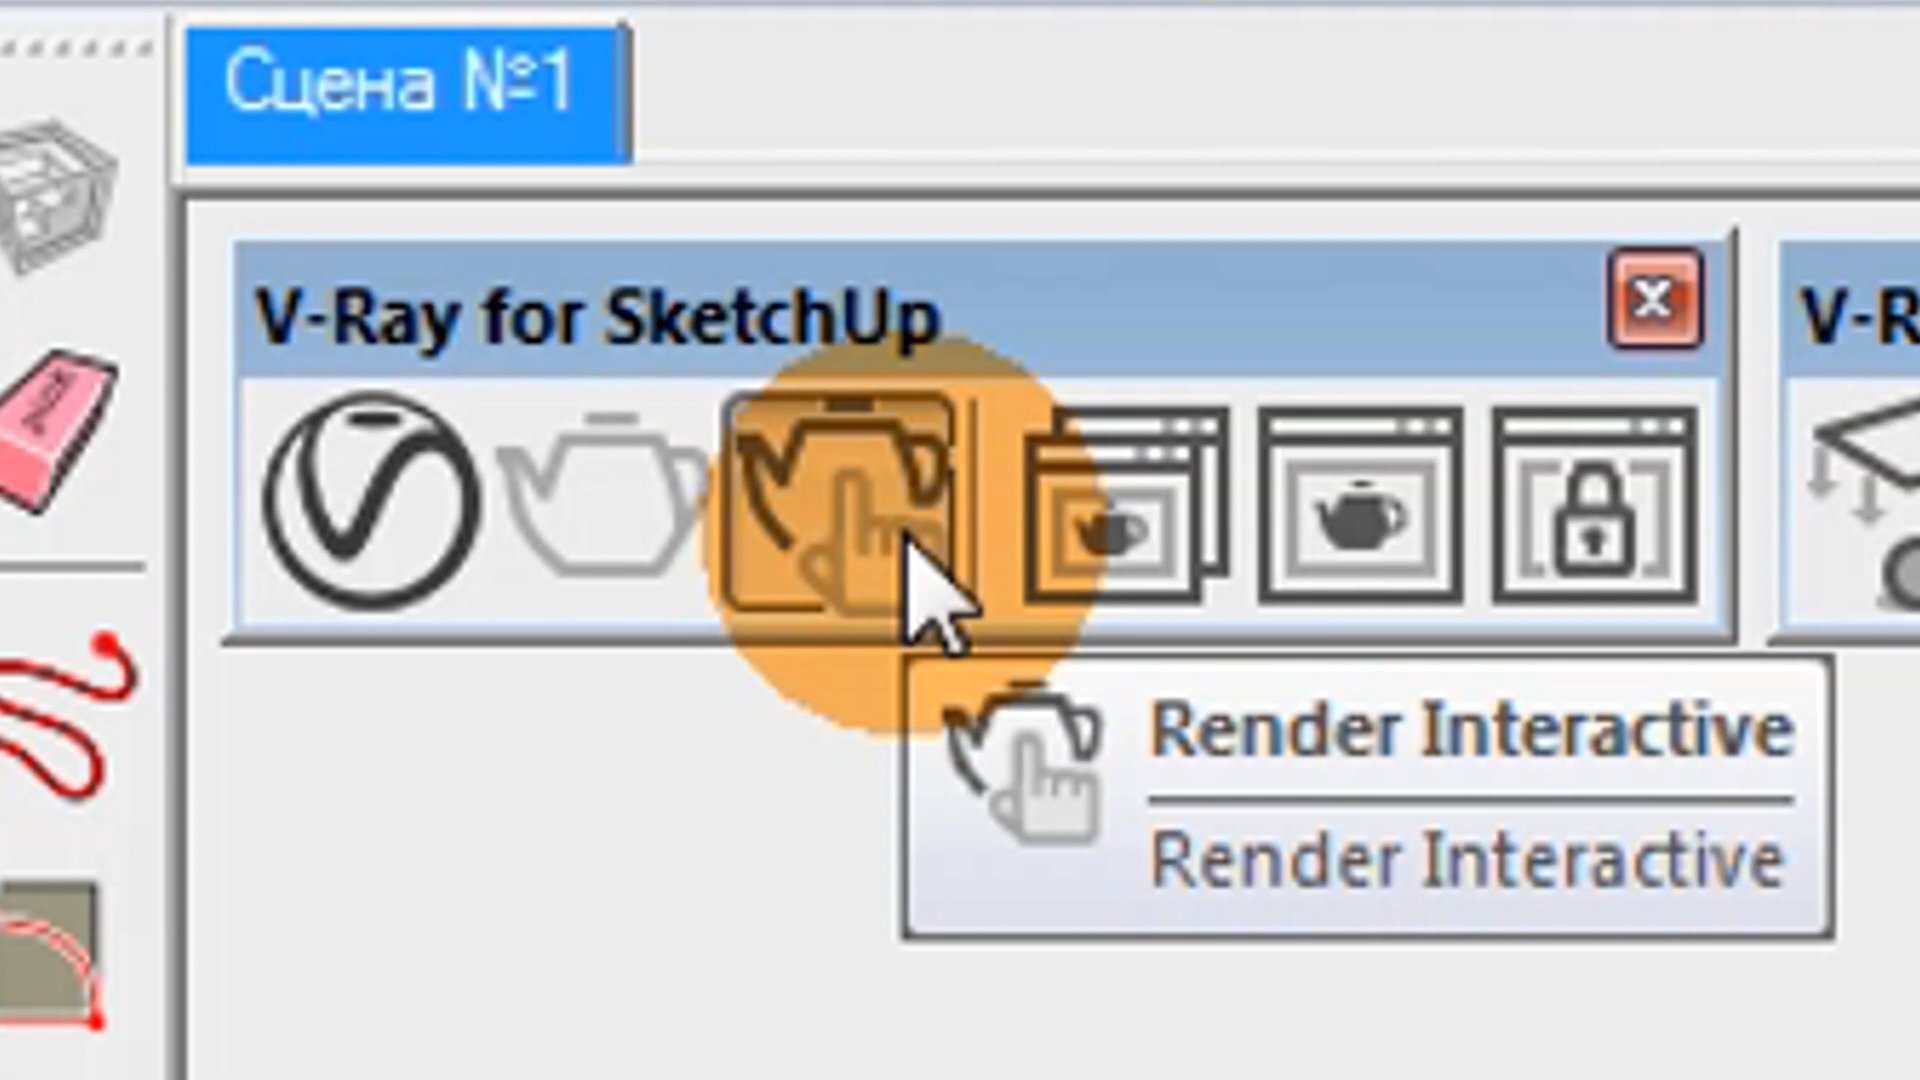 Сцена №1
V-Ray for SketchUp
V-R
Render Interactive
Render Interactive